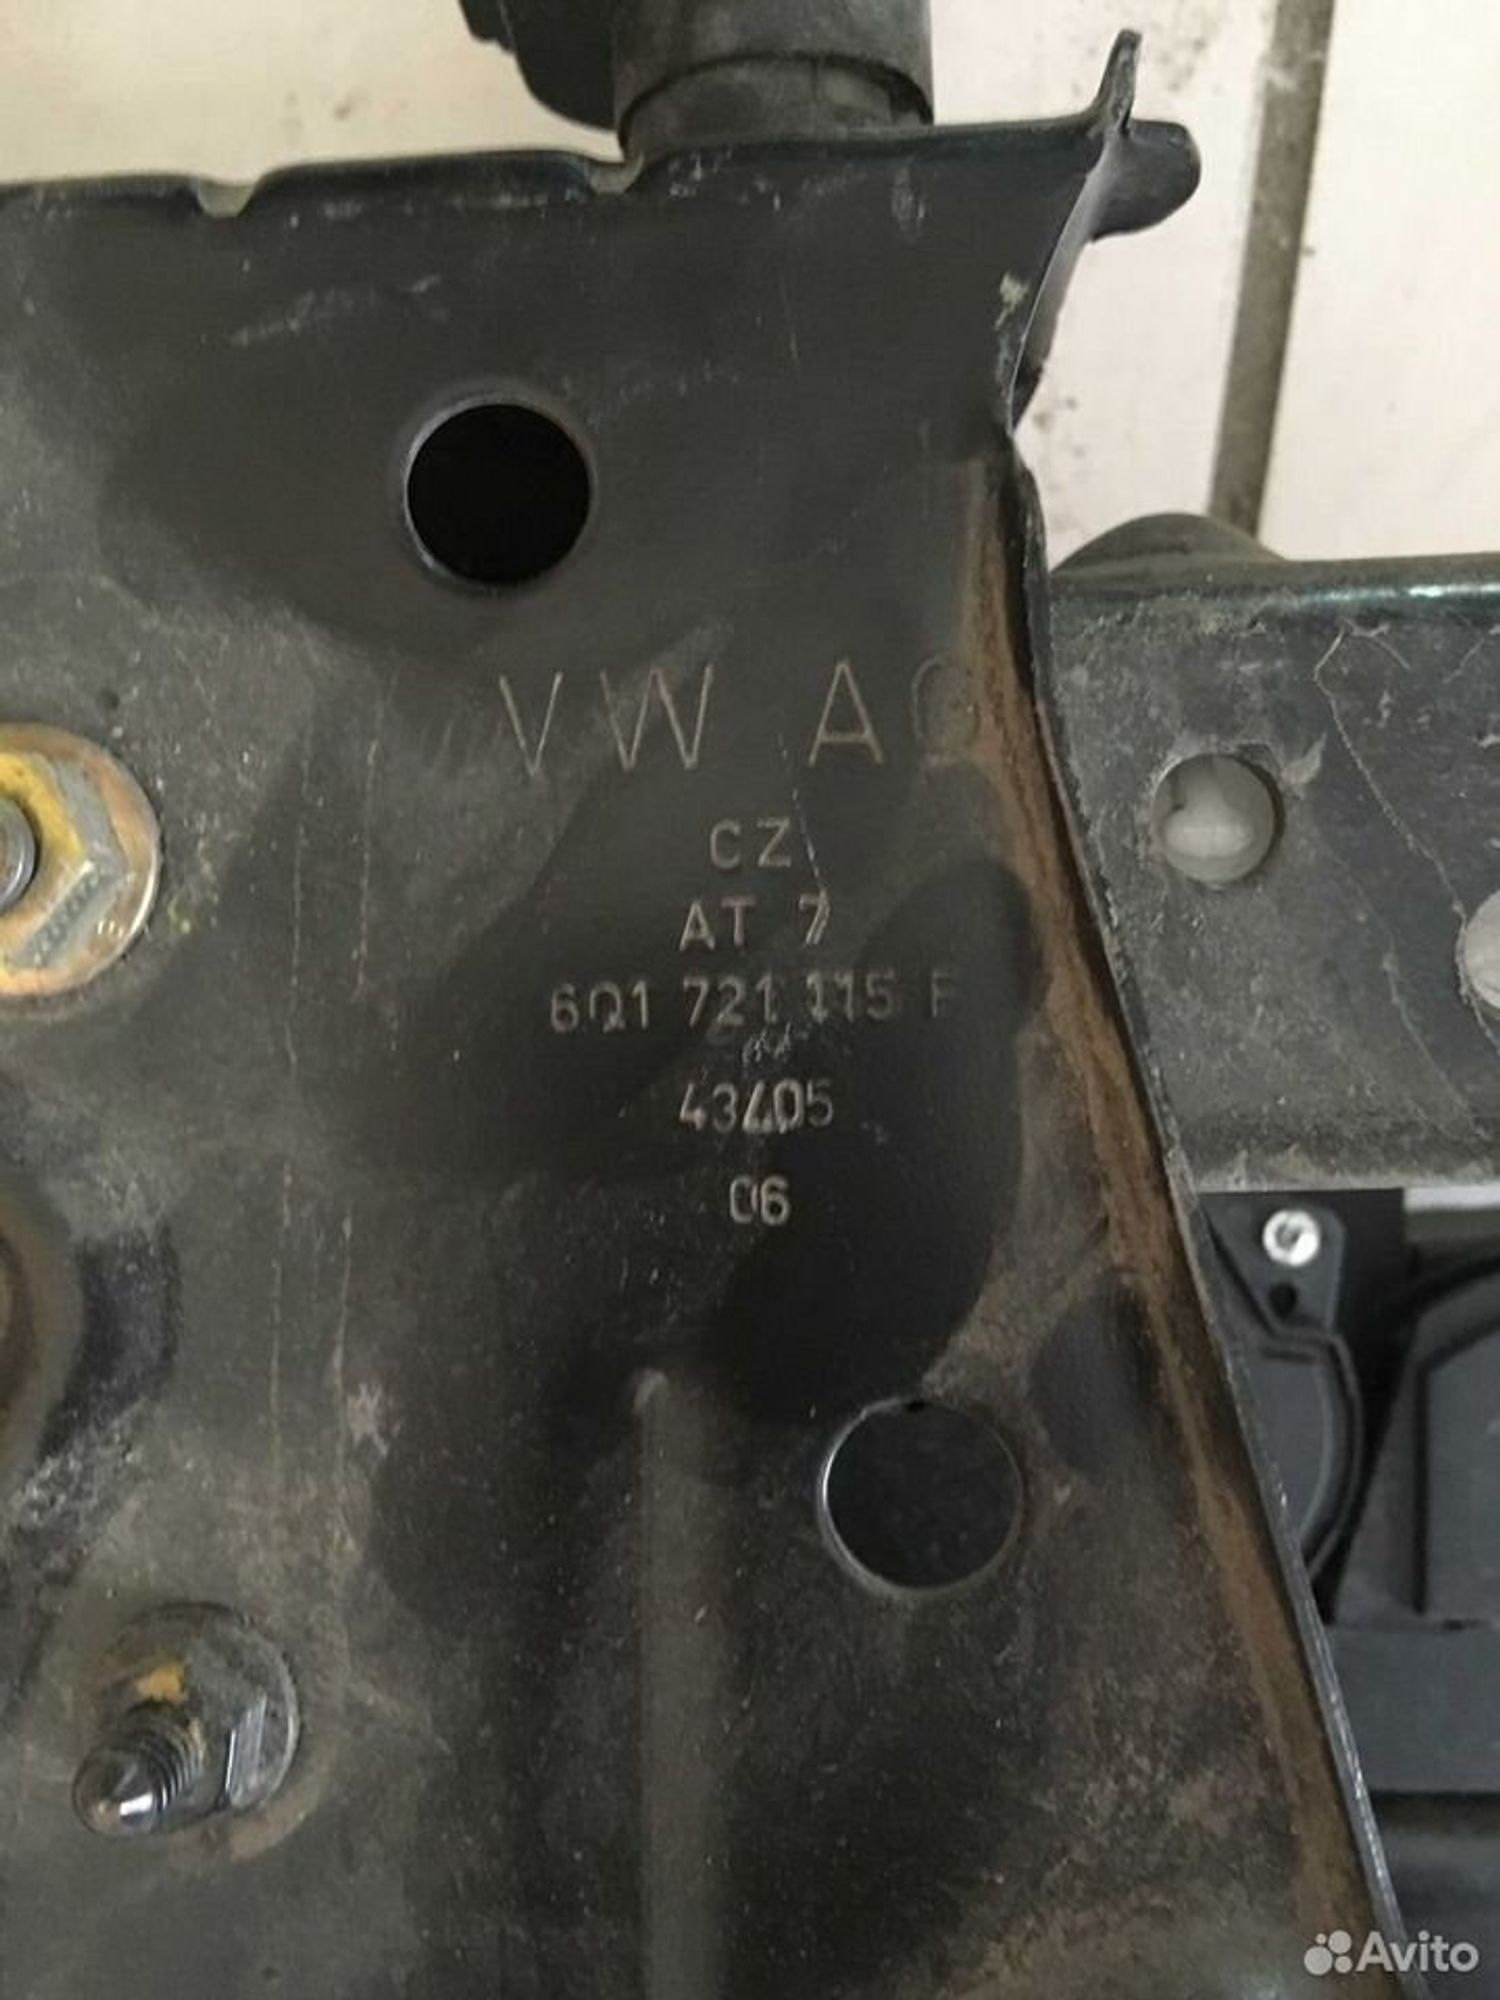 VW AG
CZ
AT 7
6Q1 721 115 F
43405
06
Avito